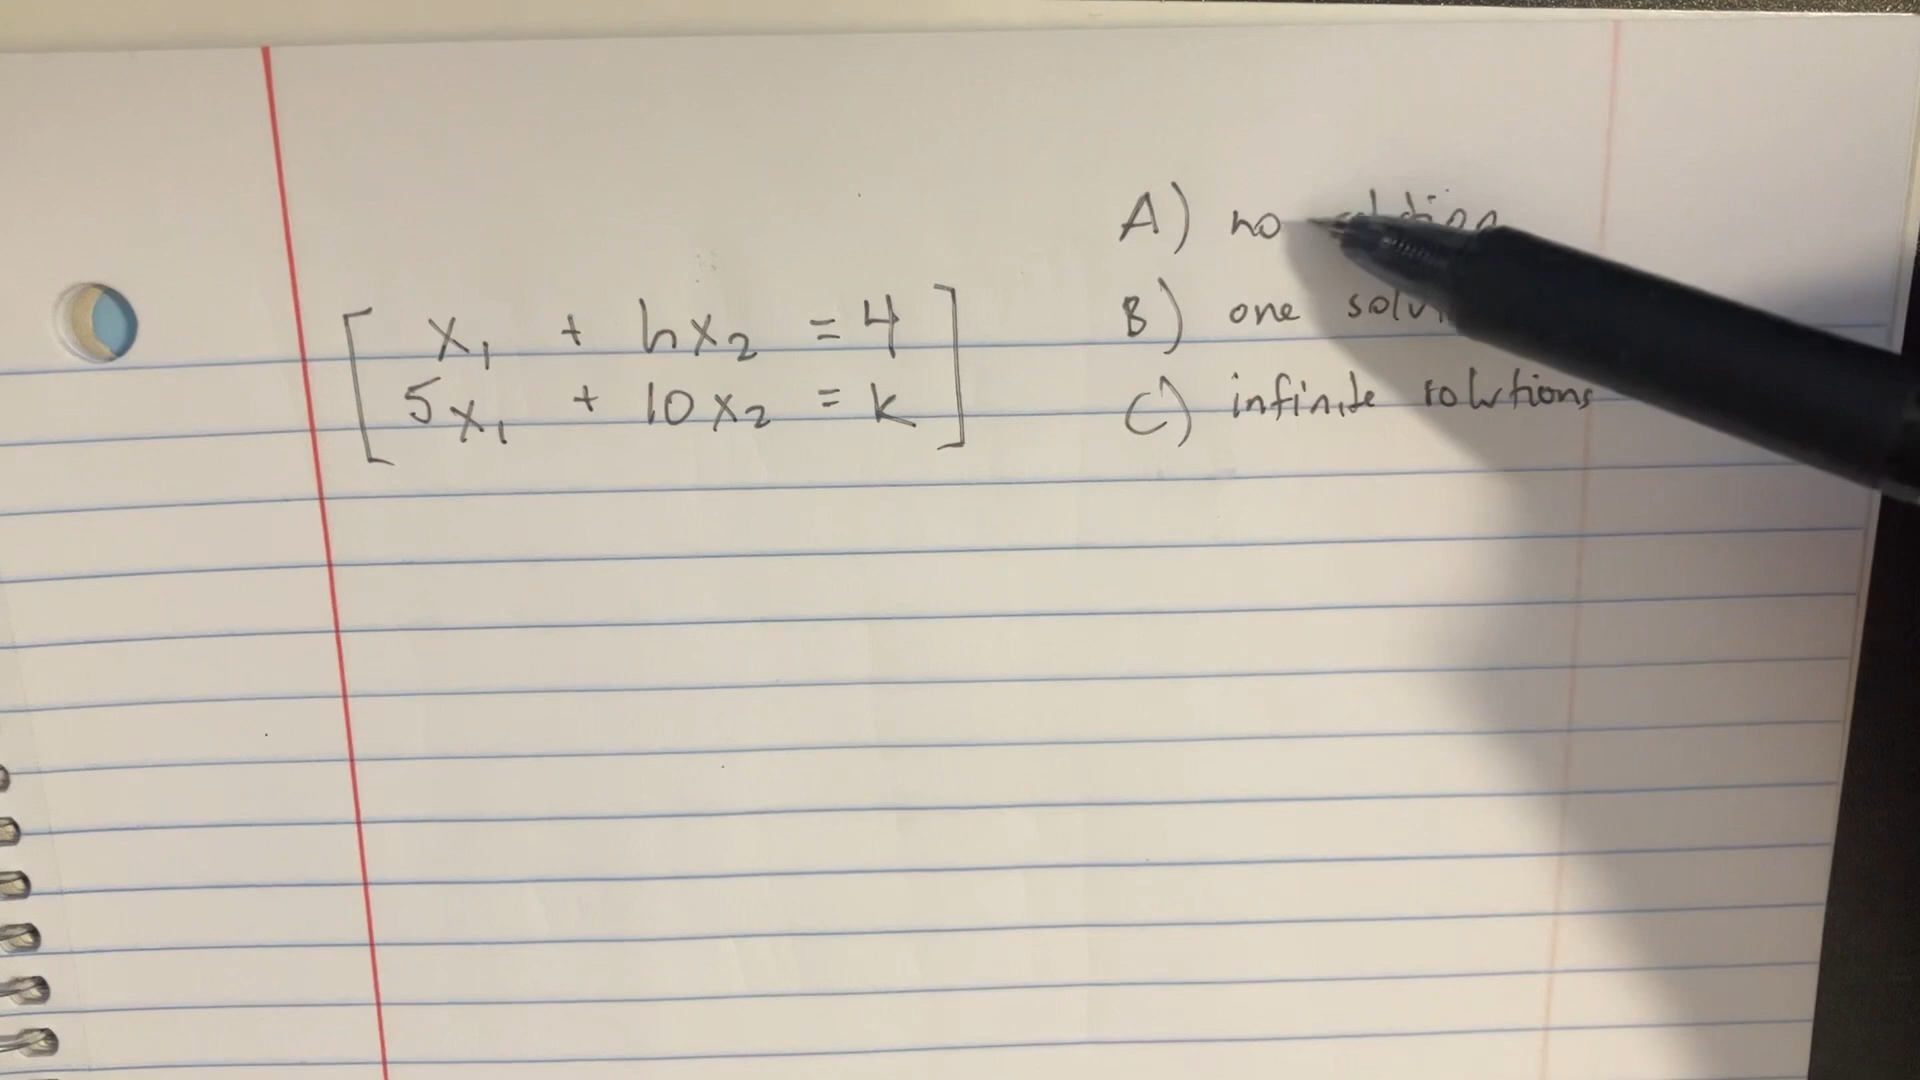 [ x₁ + hx₂ = 4
5x₁ + 10x₂ = k ]
A) no
B) one
C) infinite solutions